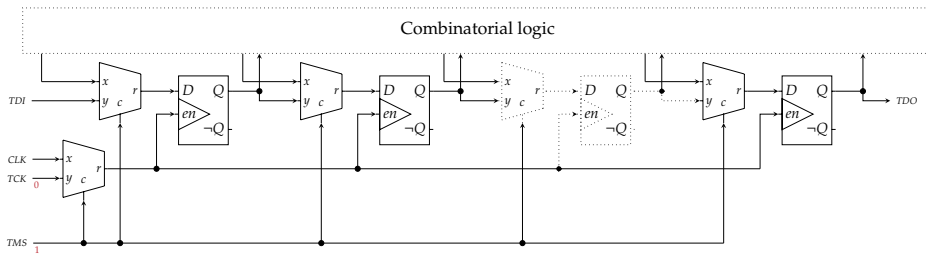 Combinatorial logic
x
y
c
r
D
Q
en
¬Q
x
y
c
r
D
Q
en
¬Q
x
y
c
r
D
Q
en
¬Q
x
y
c
r
D
Q
en
¬Q
TDI
TDO
CLK
TCK
0
x
y
c
r
TMS
1